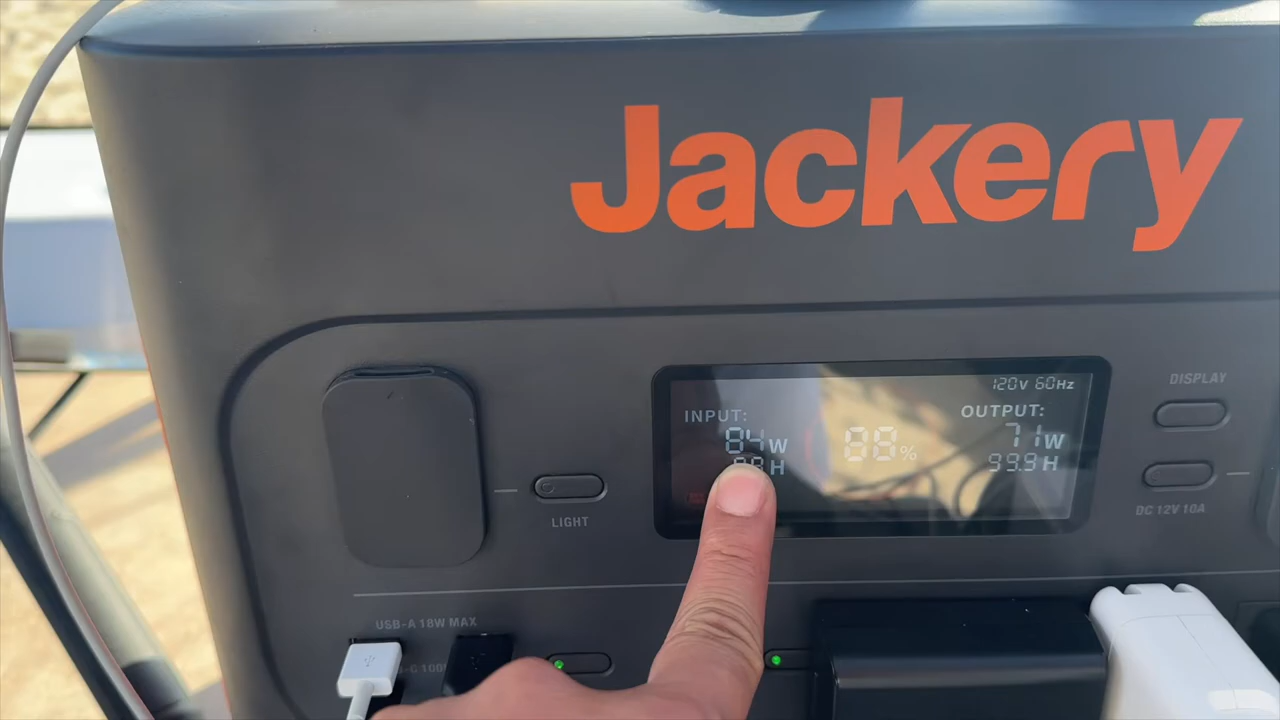 Jackery
120V 60Hz
DISPLAY
INPUT:
OUTPUT:
84W
88%
71W
H
99.9H
DC 12V 10A
LIGHT
USB-A 18W MAX